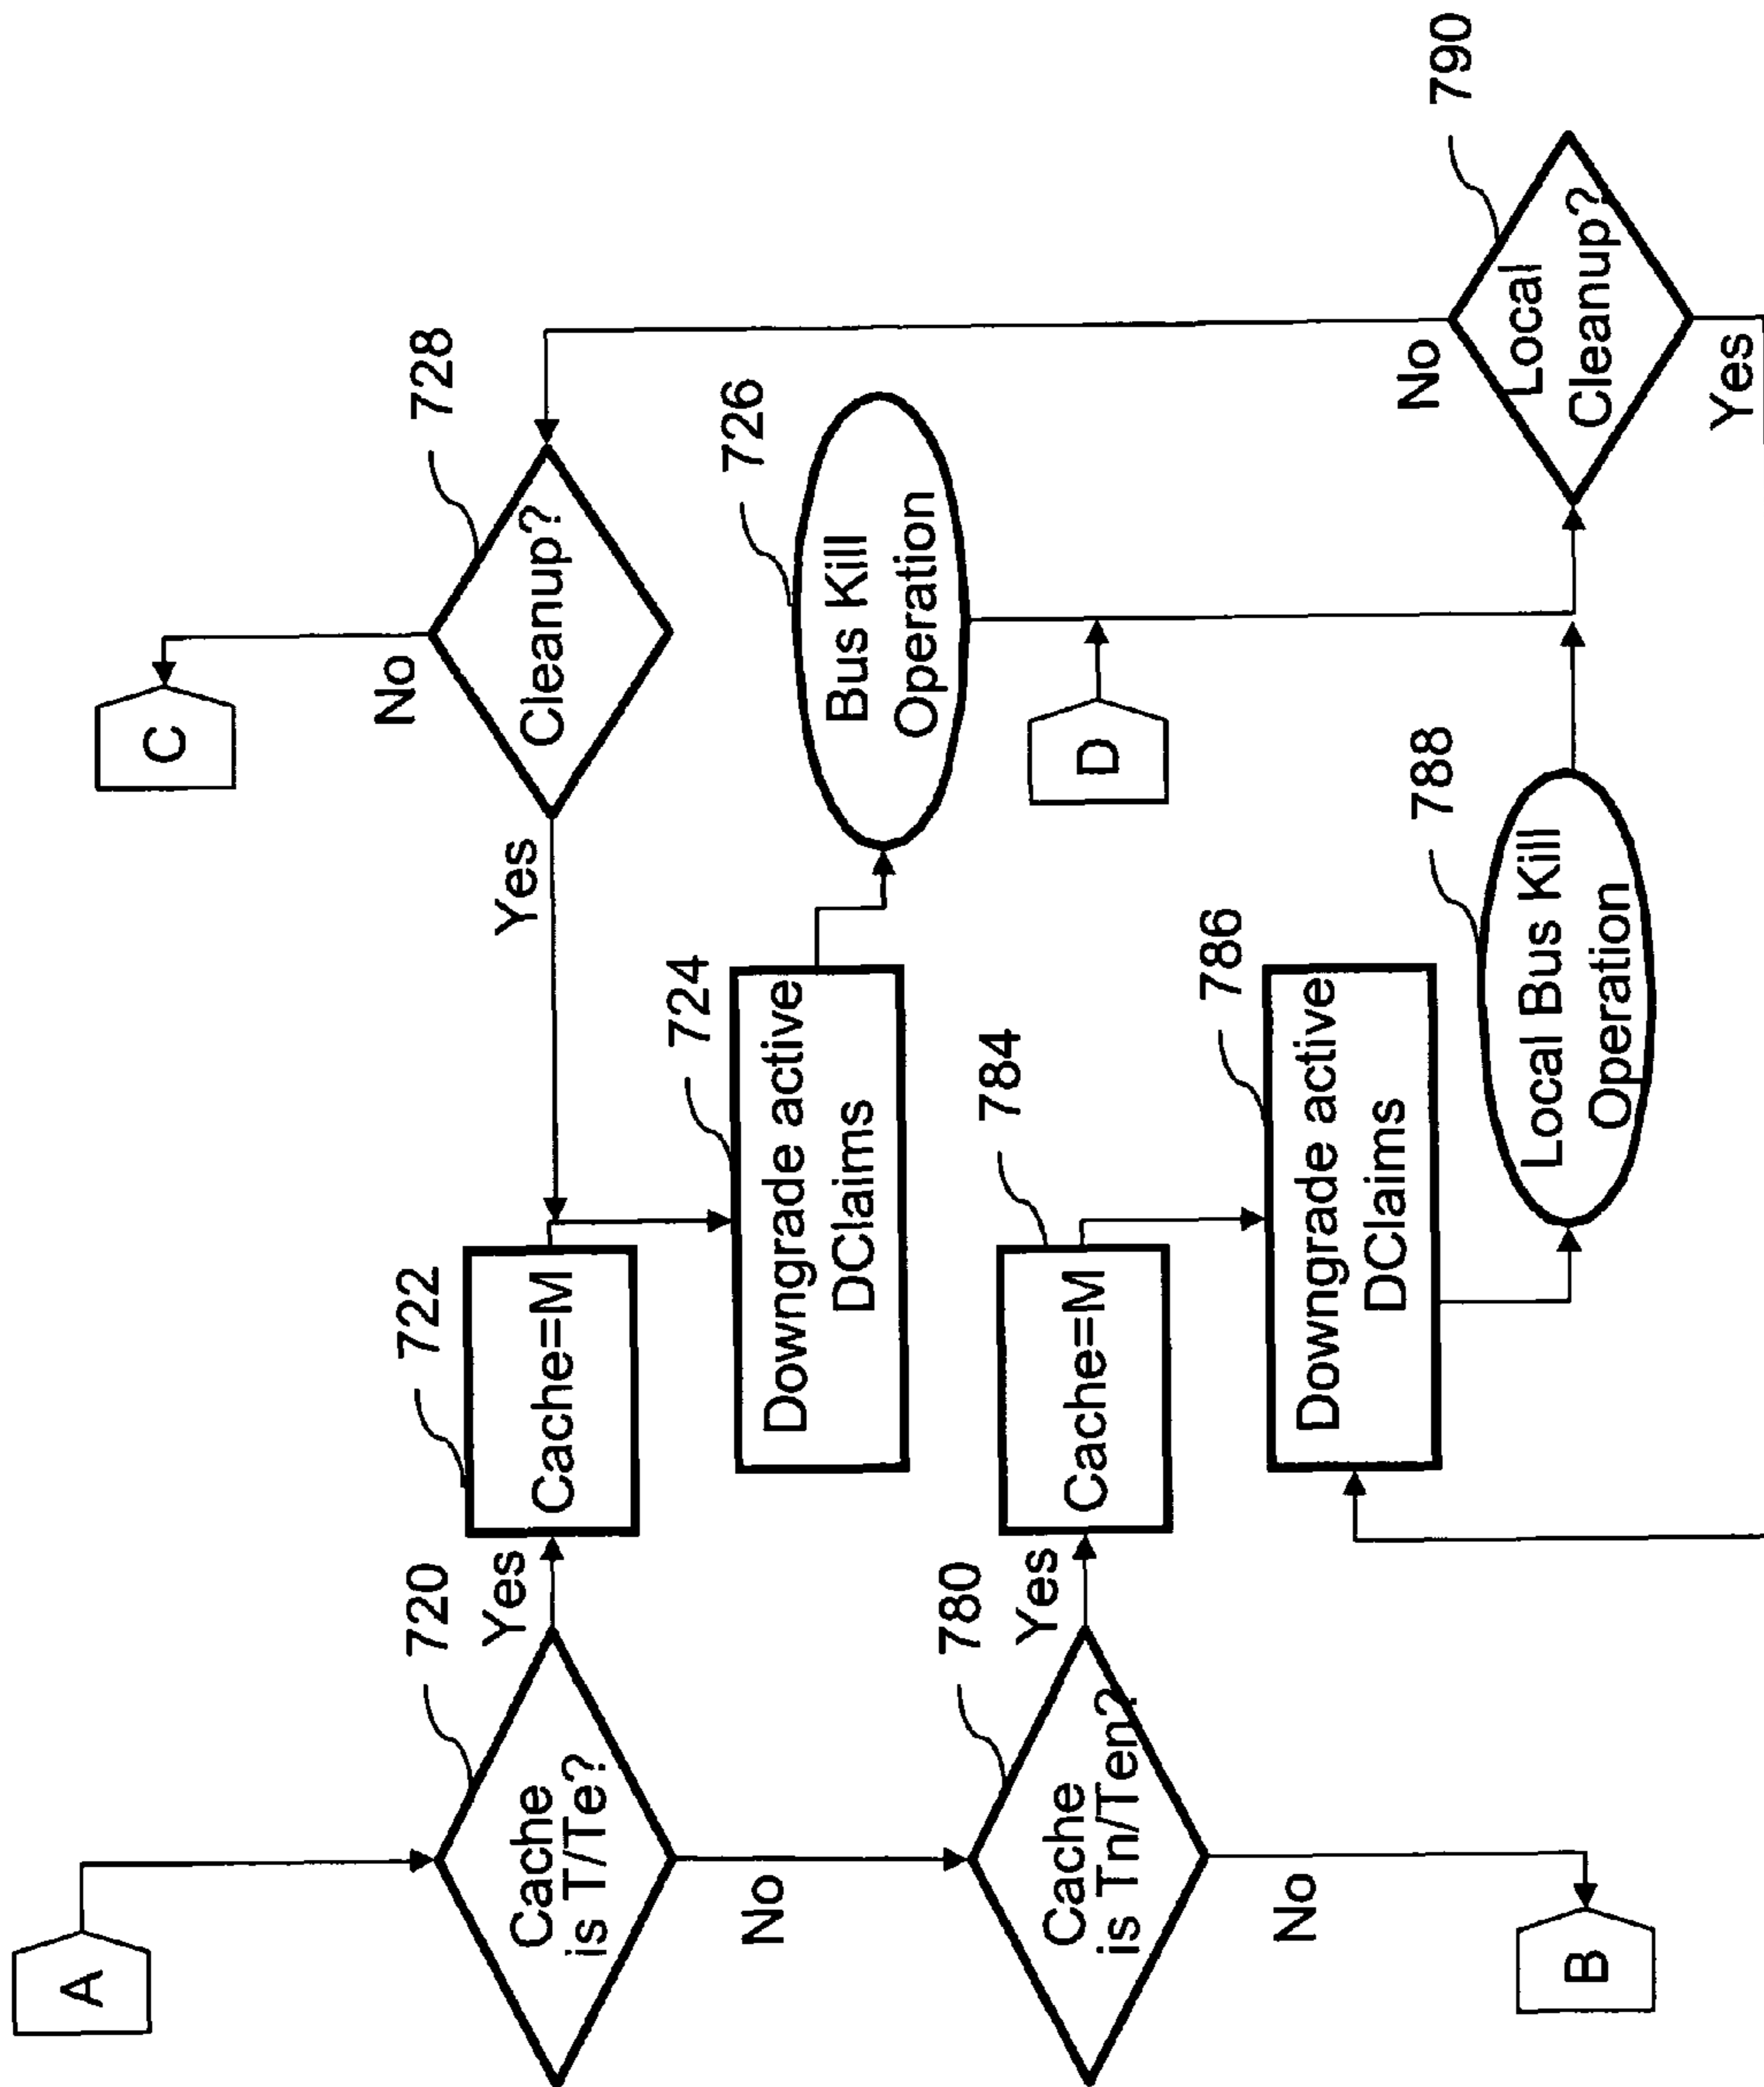 A
720
Cache
is T/Te?
Yes
No
722
Cache=M
724
Downgrade active
DClaims
726
Bus Kill
Operation
728
Cleanup?
Yes
No
C
780
Cache
is Tn/Ten?
Yes
No
B
784
Cache=M
786
Downgrade active
DClaims
788
Local Bus Kill
Operation
D
790
Local
Cleanup?
No
Yes